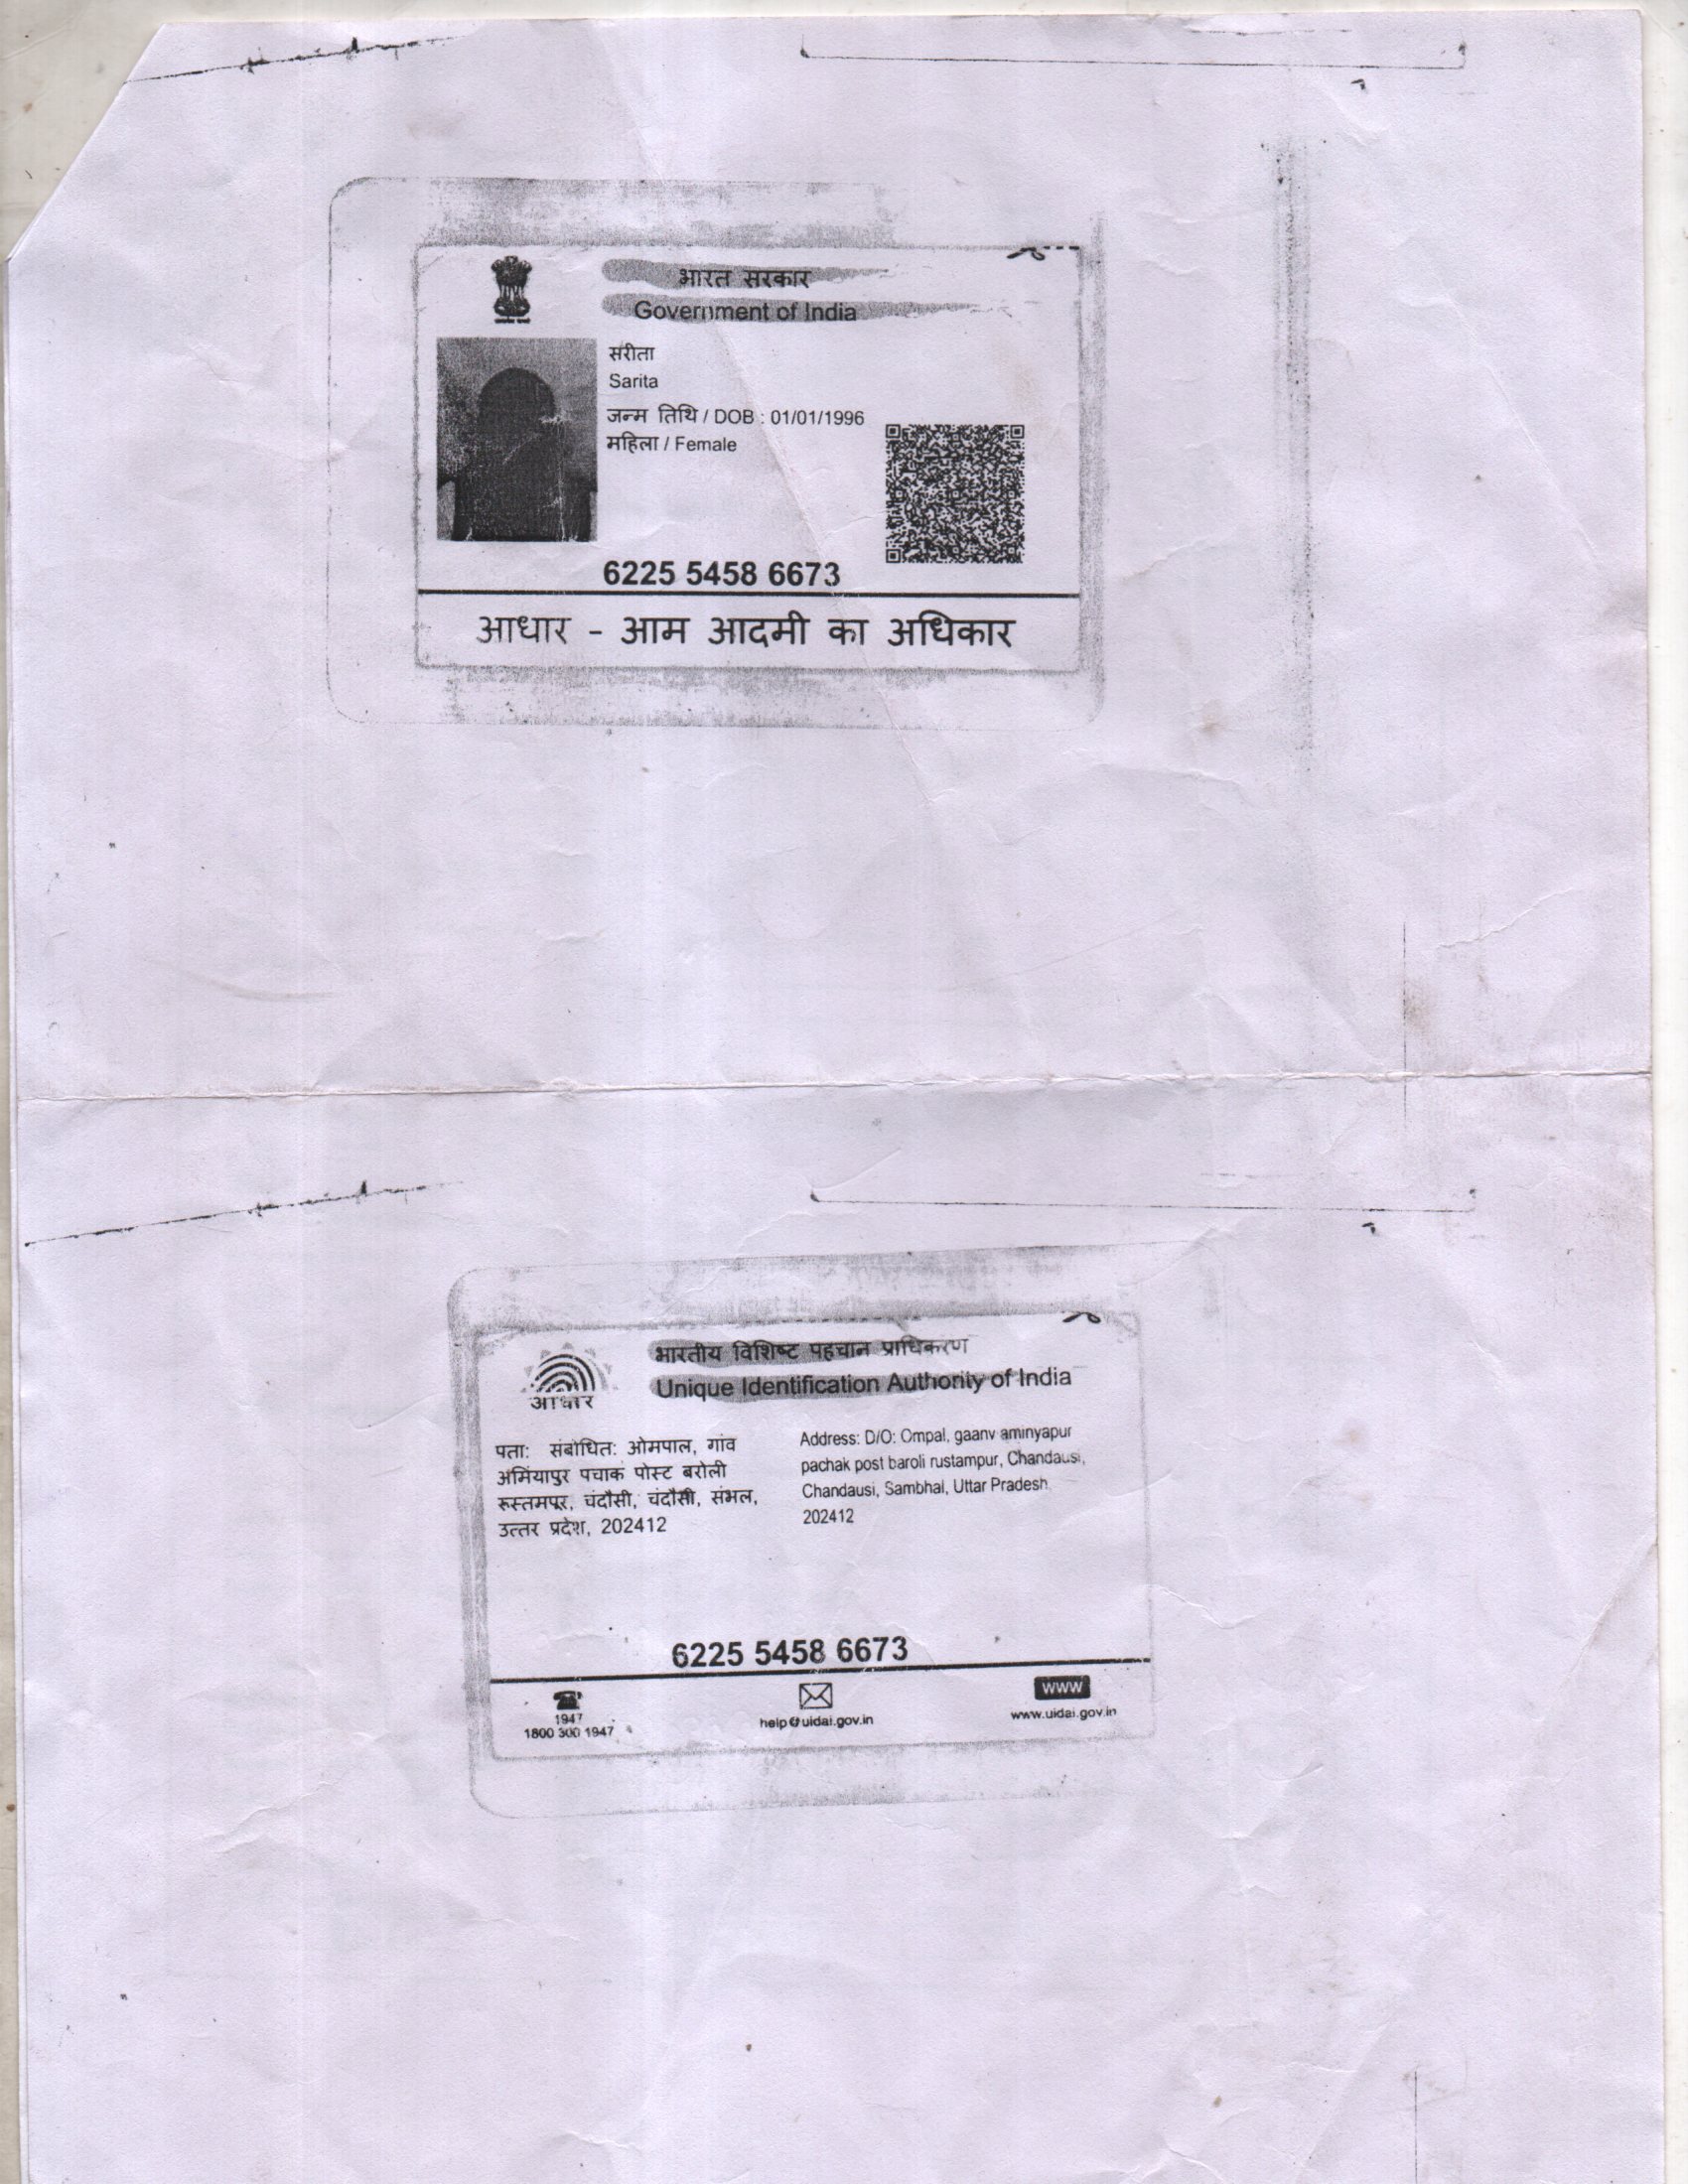 भारत सरकार
Government of India
सरीता
Sarita
जन्म तिथि / DOB : 01/01/1996
महिला / Female
6225 5458 6673
आधार - आम आदमी का अधिकार
भारतीय विशिष्ट पहचान प्राधिकरण
Unique Identification Authority of India
आधार
पता: संबोधित: ओमपाल, गांव
अमियापुर पचाक पोस्ट बरोली
रूस्तमपूर, चंदौसी, चंदौसी, संभल,
उत्तर प्रदेश, 202412
Address: D/O: Ompal, gaanv aminyapur
pachak post baroli rustampur, Chandausi,
Chandausi, Sambhal, Uttar Pradesh,
202412
6225 5458 6673
1947
1800 300 1947
help@uidai.gov.in
www
www.uidai.gov.in